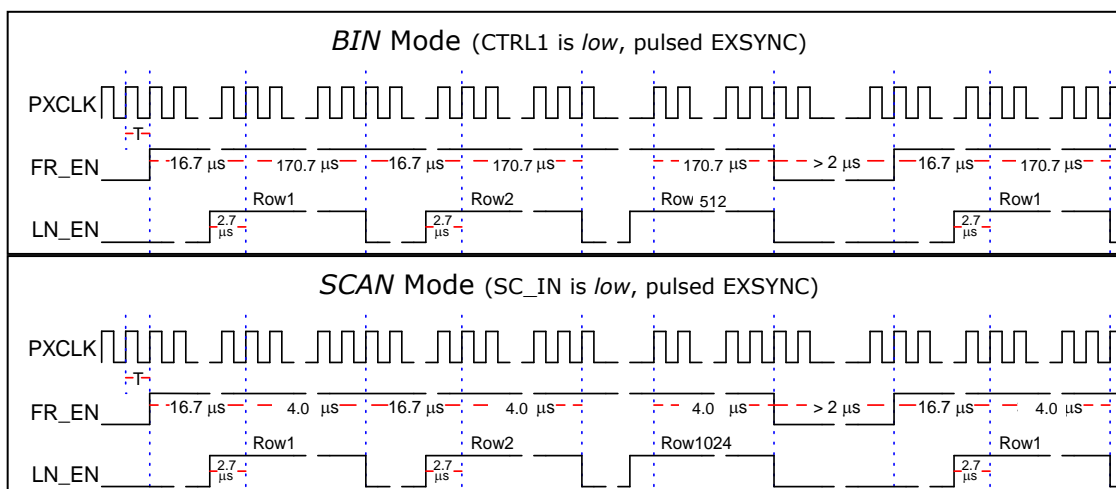 BIN Mode (CTRL1 is low, pulsed EXSYNC)
PXCLK
T
FR_EN
16.7 µs 170.7 µs 16.7 µs 170.7 µs 170.7 µs > 2 µs 16.7 µs 170.7 µs
Row1 Row2 Row 512 Row1
LN_EN
2.7 µs 2.7 µs 2.7 µs
SCAN Mode (SC_IN is low, pulsed EXSYNC)
PXCLK
T
FR_EN
16.7 µs 4.0 µs 16.7 µs 4.0 µs 4.0 µs > 2 µs 16.7 µs 4.0 µs
Row1 Row2 Row1024 Row1
LN_EN
2.7 µs 2.7 µs 2.7 µs